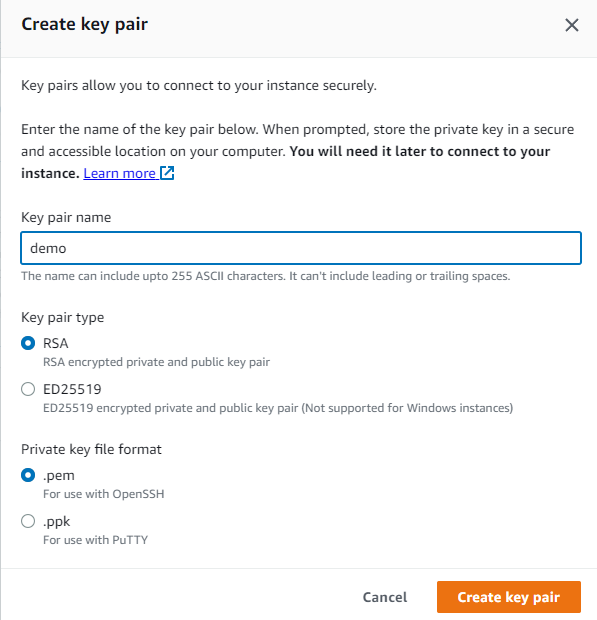 Create key pair
Key pairs allow you to connect to your instance securely.
Enter the name of the key pair below. When prompted, store the private key in a secure
and accessible location on your computer. You will need it later to connect to your
instance. Learn more
Key pair name
demo
The name can include upto 255 ASCII characters. It can't include leading or trailing spaces.
Key pair type
RSA
RSA encrypted private and public key pair
ED25519
ED25519 encrypted private and public key pair (Not supported for Windows instances)
Private key file format
.pem
For use with OpenSSH
.ppk
For use with PuTTY
Cancel
Create key pair